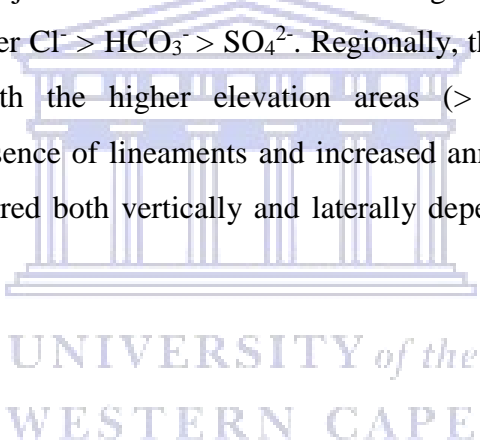 er Cl⁻ > HCO₃⁻ > SO₄²⁻. Regionally, th
th the higher elevation areas (>
sence of lineaments and increased ann
red both vertically and laterally depe
UNIVERSITY of the
WESTERN CAPE